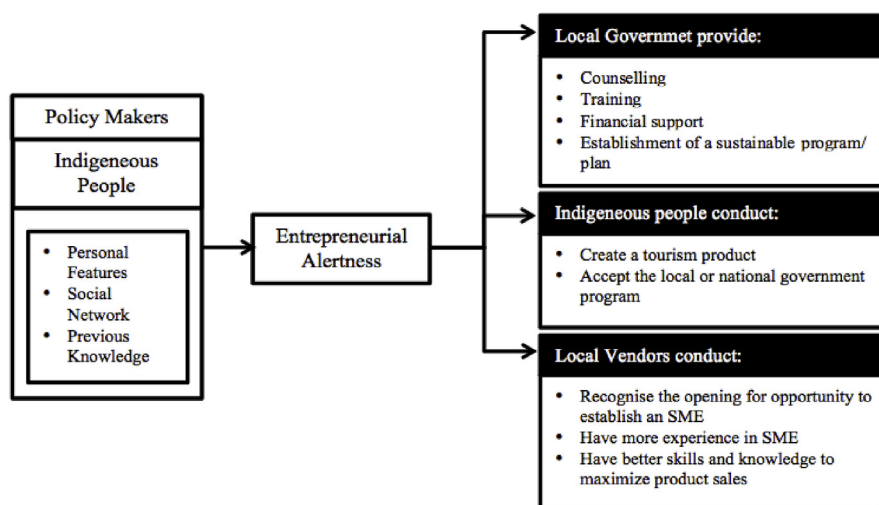 Policy Makers
Indigeneous
People
• Personal
Features
• Social
Network
• Previous
Knowledge
Entrepreneurial
Alertness
Local Governmet provide:
• Counselling
• Training
• Financial support
• Establishment of a sustainable program/
plan
Indigeneous people conduct:
• Create a tourism product
• Accept the local or national government
program
Local Vendors conduct:
• Recognise the opening for opportunity to
establish an SME
• Have more experience in SME
• Have better skills and knowledge to
maximize product sales